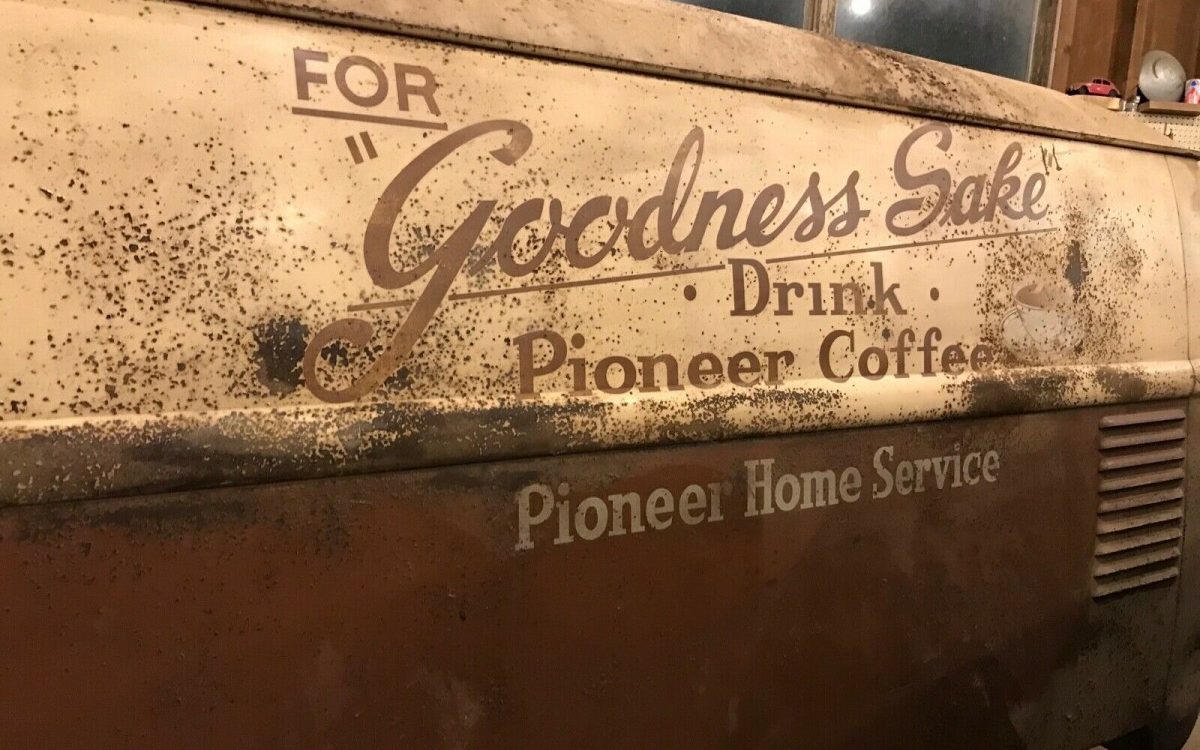 FOR
"Goodness Sake"
• Drink •
Pioneer Coffee
Pioneer Home Service